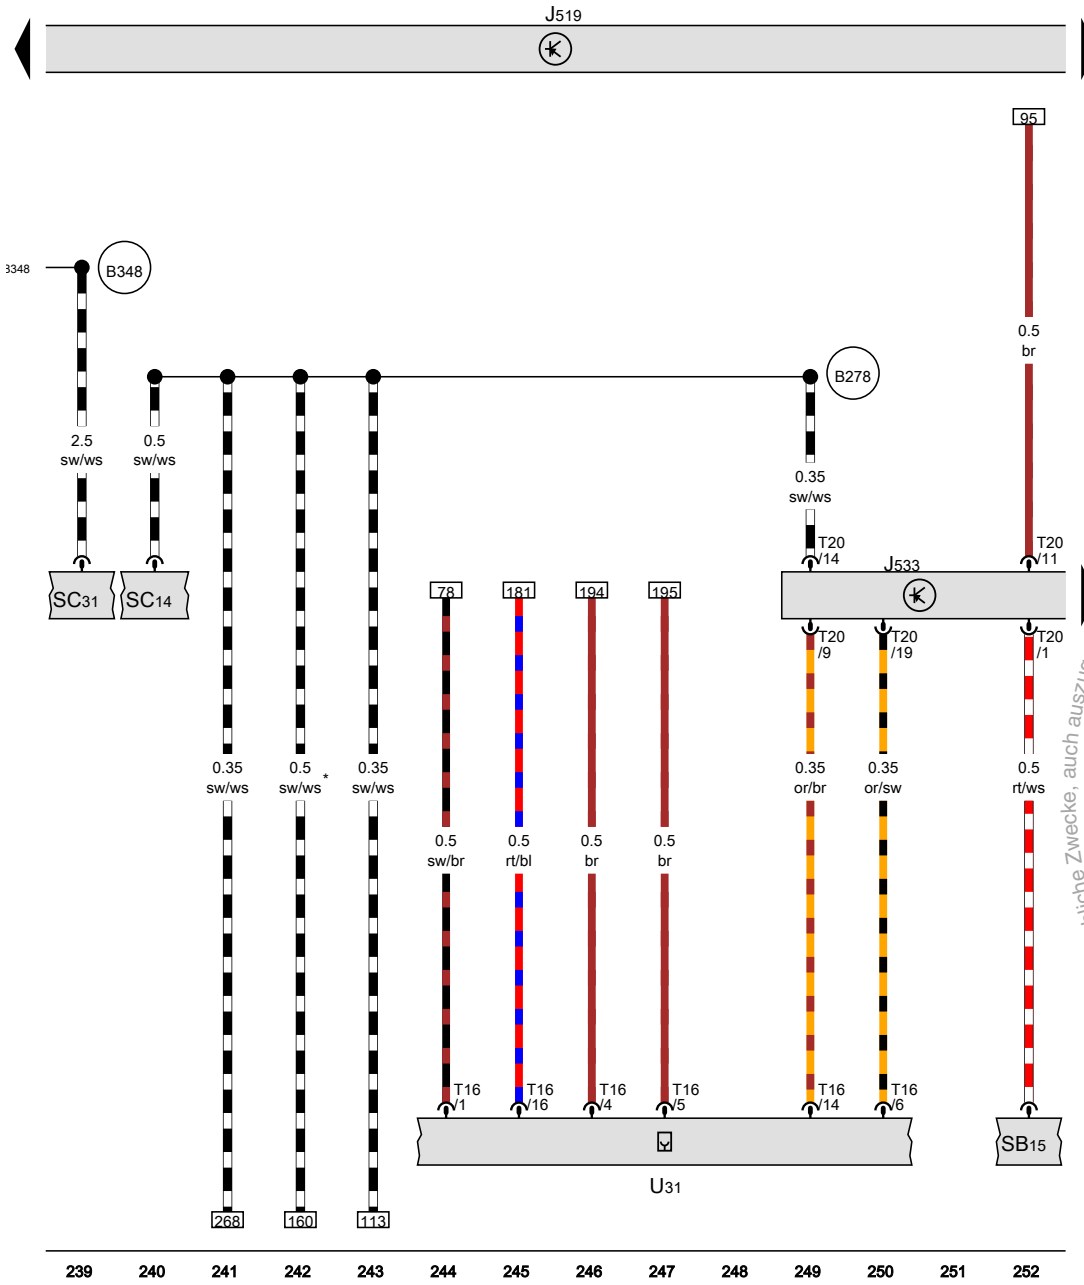 J519
95
B348
B278
0.5
br
2.5
sw/ws
0.5
sw/ws
0.35
sw/ws
T20
/14
T20
/11
J533
SC31
SC14
78
181
194
195
T20
/9
T20
/19
T20
/1
0.35
sw/ws
0.5
sw/ws*
0.35
sw/ws
0.35
or/br
0.35
or/sw
0.5
rt/ws
0.5
sw/br
0.5
rt/bl
0.5
br
0.5
br
Zwecke, auch
T16
/1
T16
/16
T16
/4
T16
/5
T16
/14
T16
/6
SB15
U31
268
160
113
239 240 241 242 243 244 245 246 247 248 249 250 251 252